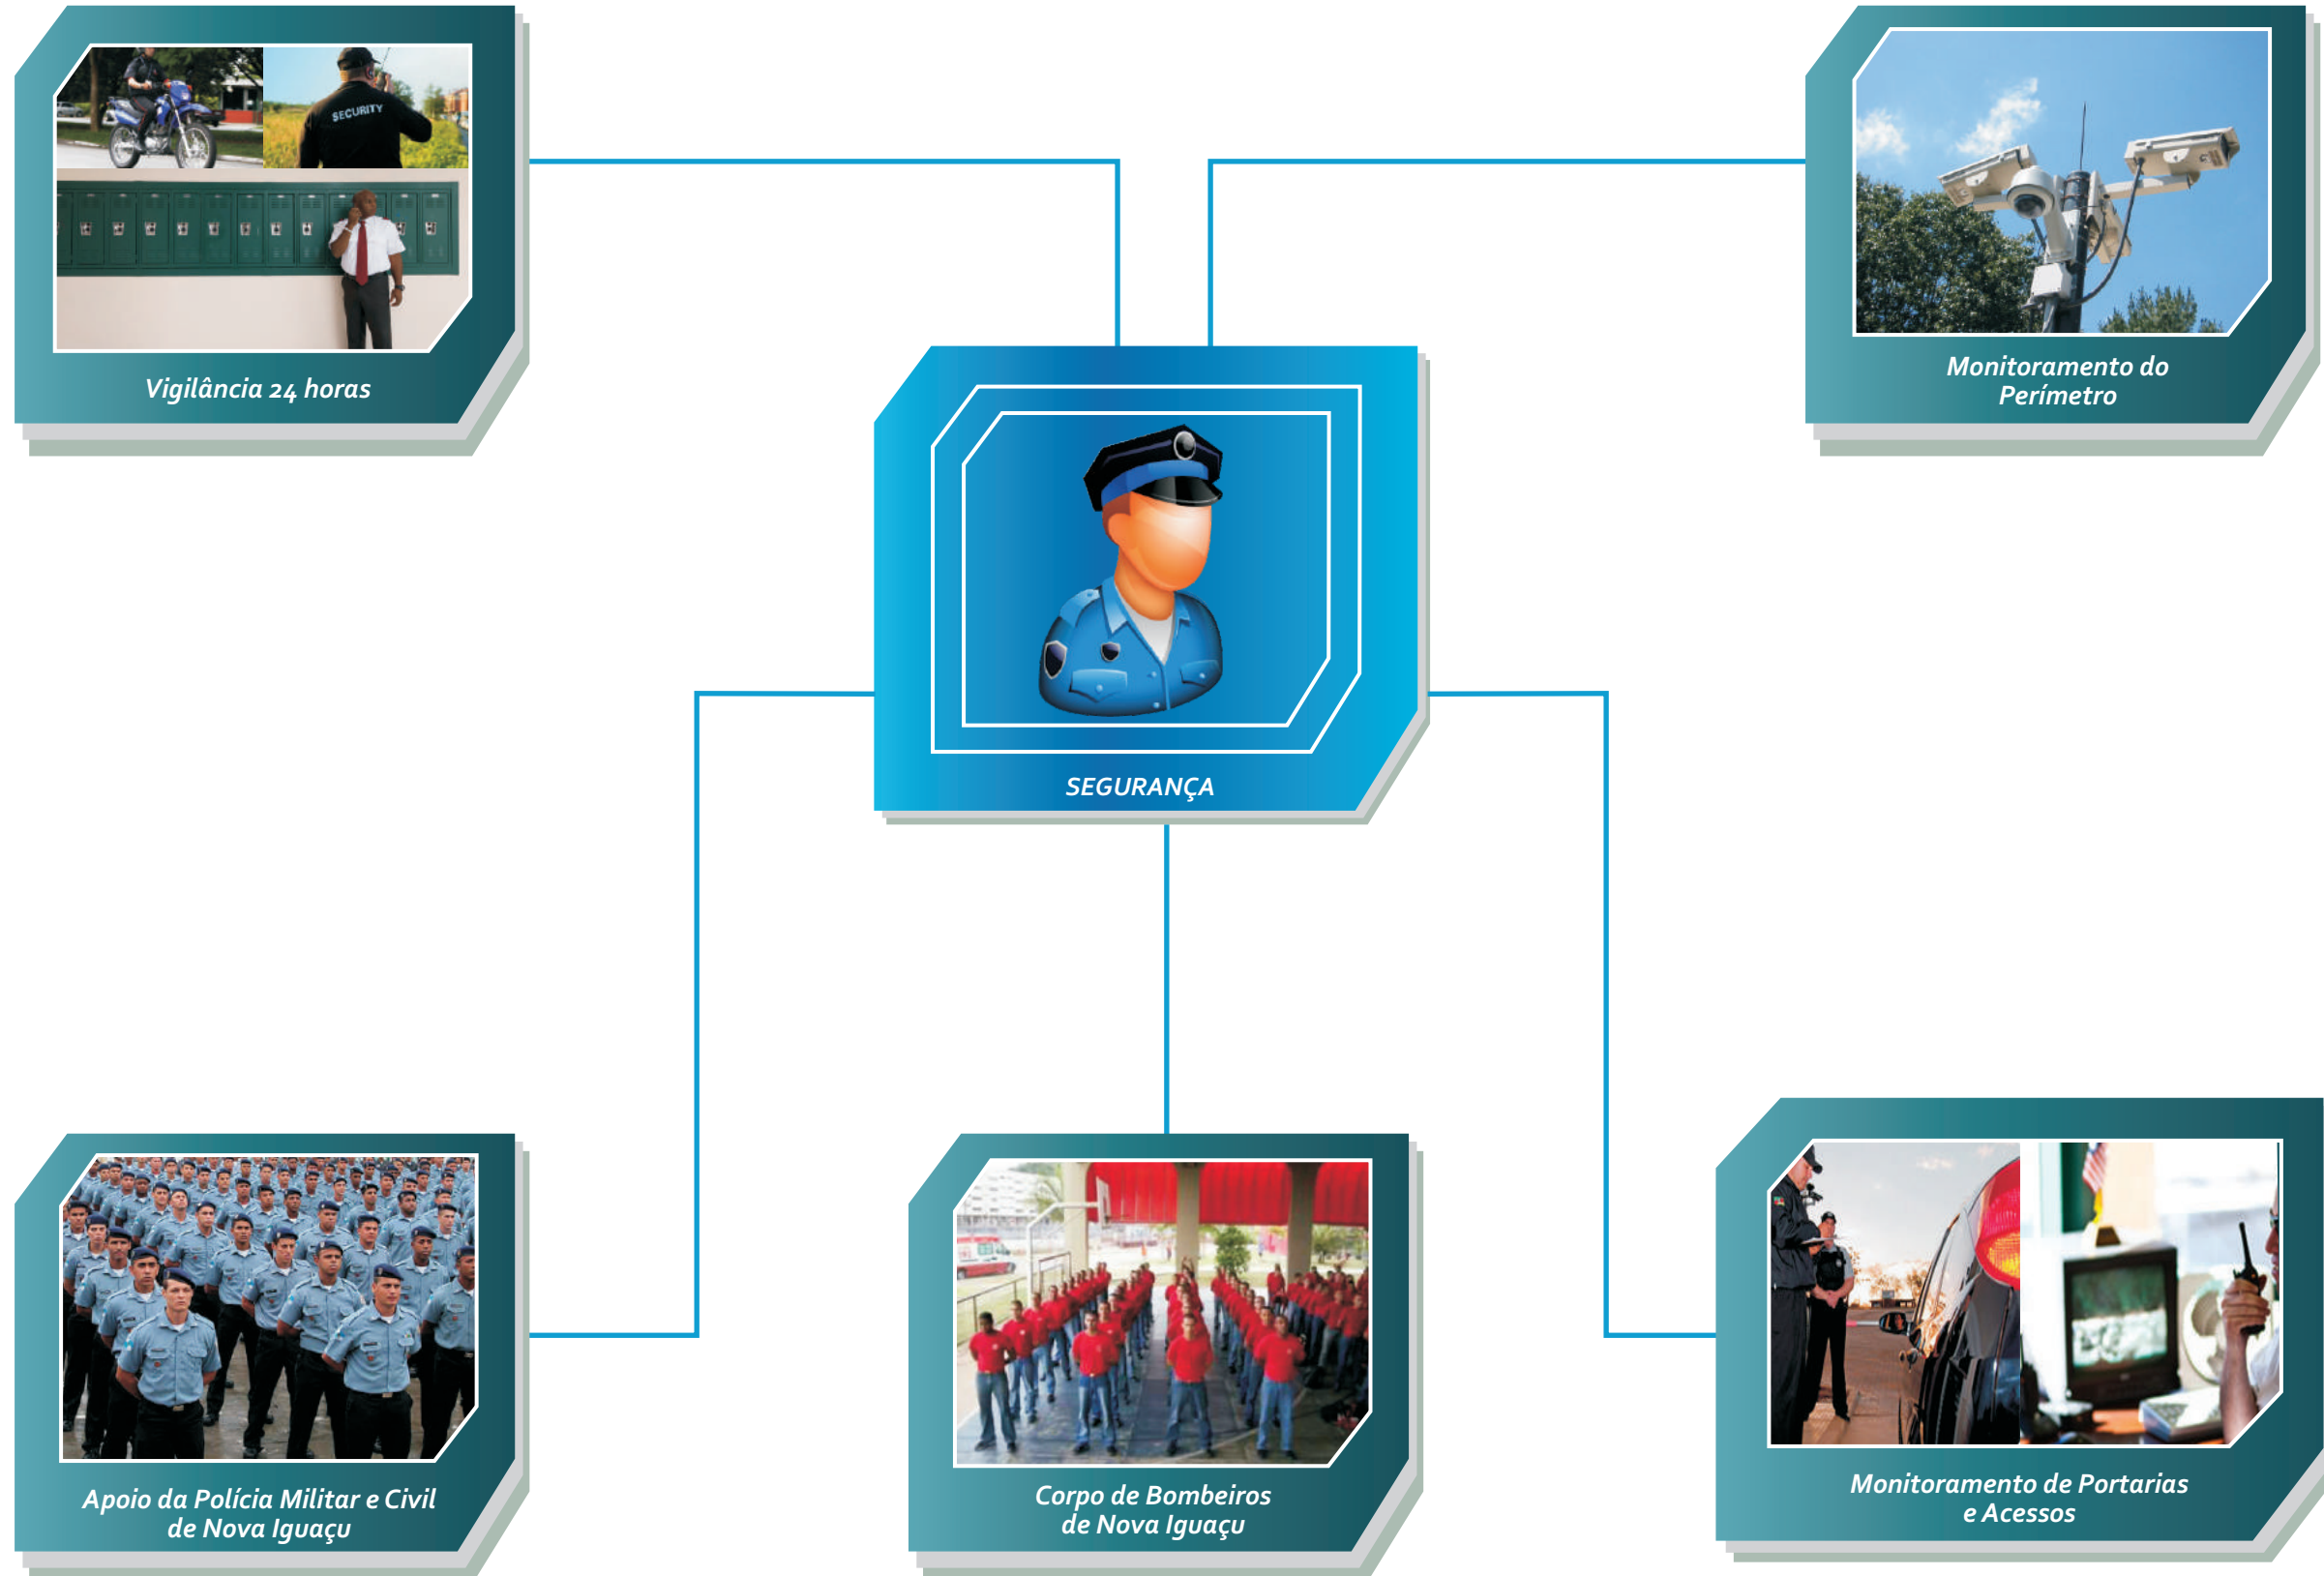 SECURITY
Vigilância 24 horas
Monitoramento do
Perímetro
SEGURANÇA
Apoio da Polícia Militar e Civil
de Nova Iguaçu
Corpo de Bombeiros
de Nova Iguaçu
Monitoramento de Portarias
e Acessos